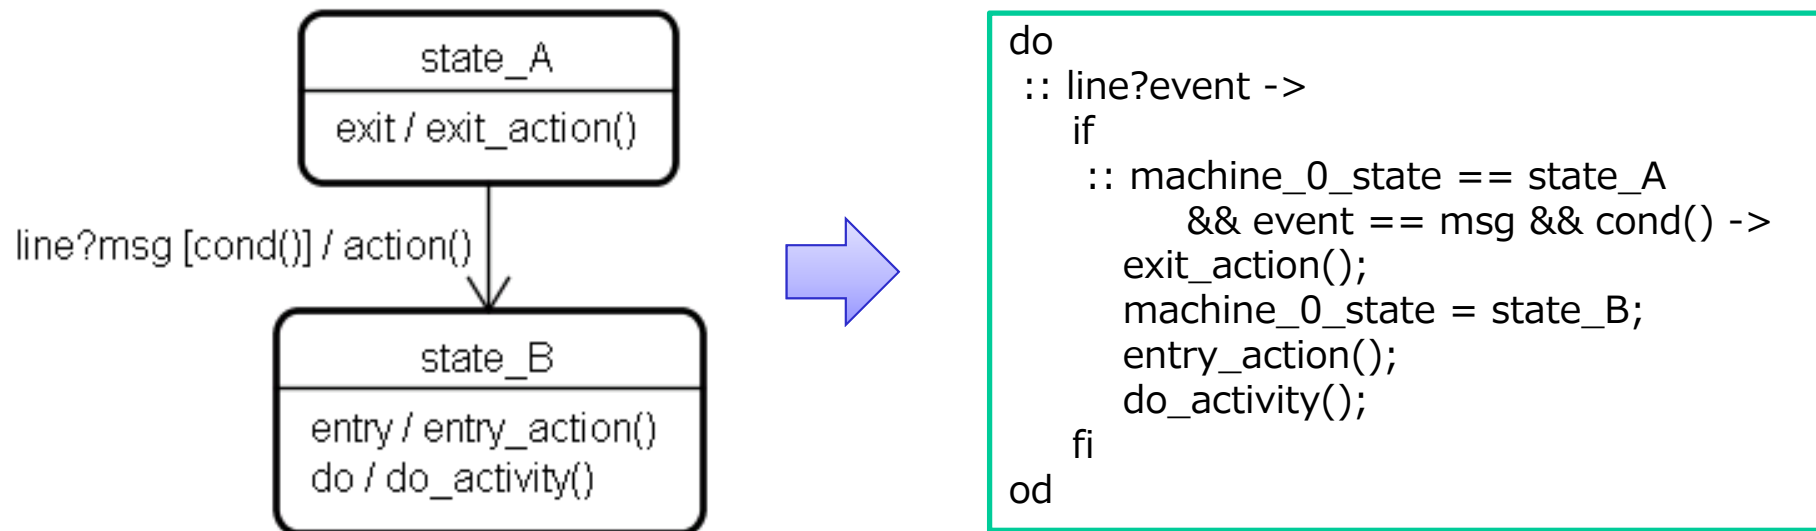 state_A
exit / exit_action()
line?msg [cond()] / action()
state_B
entry / entry_action()
do / do_activity()
do
:: line?event ->
if
:: machine_0_state == state_A
&& event == msg && cond() ->
exit_action();
machine_0_state = state_B;
entry_action();
do_activity();
fi
od